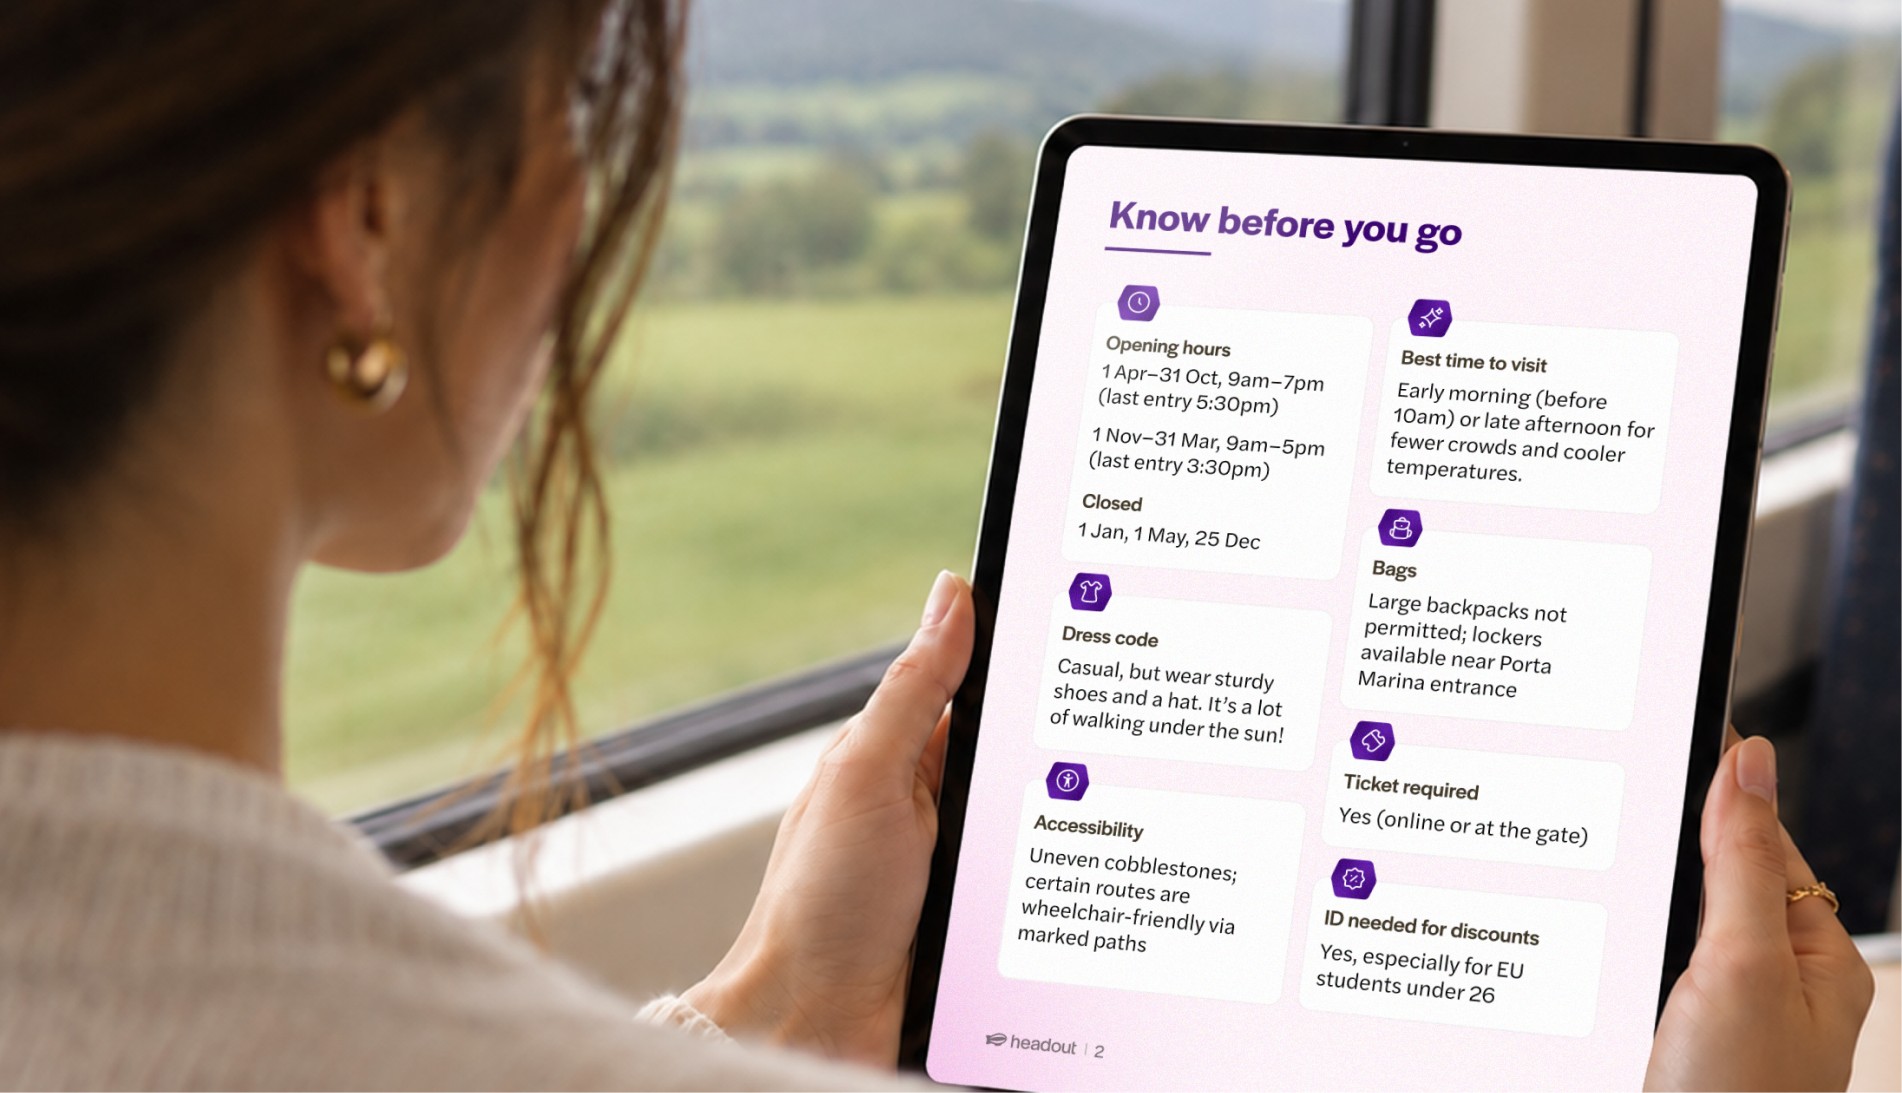 Know before you go
Opening hours
1 Apr–31 Oct, 9am–7pm
(last entry 5:30pm)
1 Nov–31 Mar, 9am–5pm
(last entry 3:30pm)
Closed
1 Jan, 1 May, 25 Dec
Dress code
Casual, but wear sturdy
shoes and a hat. It’s a lot
of walking under the sun!
Accessibility
Uneven cobblestones;
certain routes are
wheelchair-friendly via
marked paths
Best time to visit
Early morning (before
10am) or late afternoon for
fewer crowds and cooler
temperatures.
Bags
Large backpacks not
permitted; lockers
available near Porta
Marina entrance
Ticket required
Yes (online or at the gate)
ID needed for discounts
Yes, especially for EU
students under 26
headout | 2